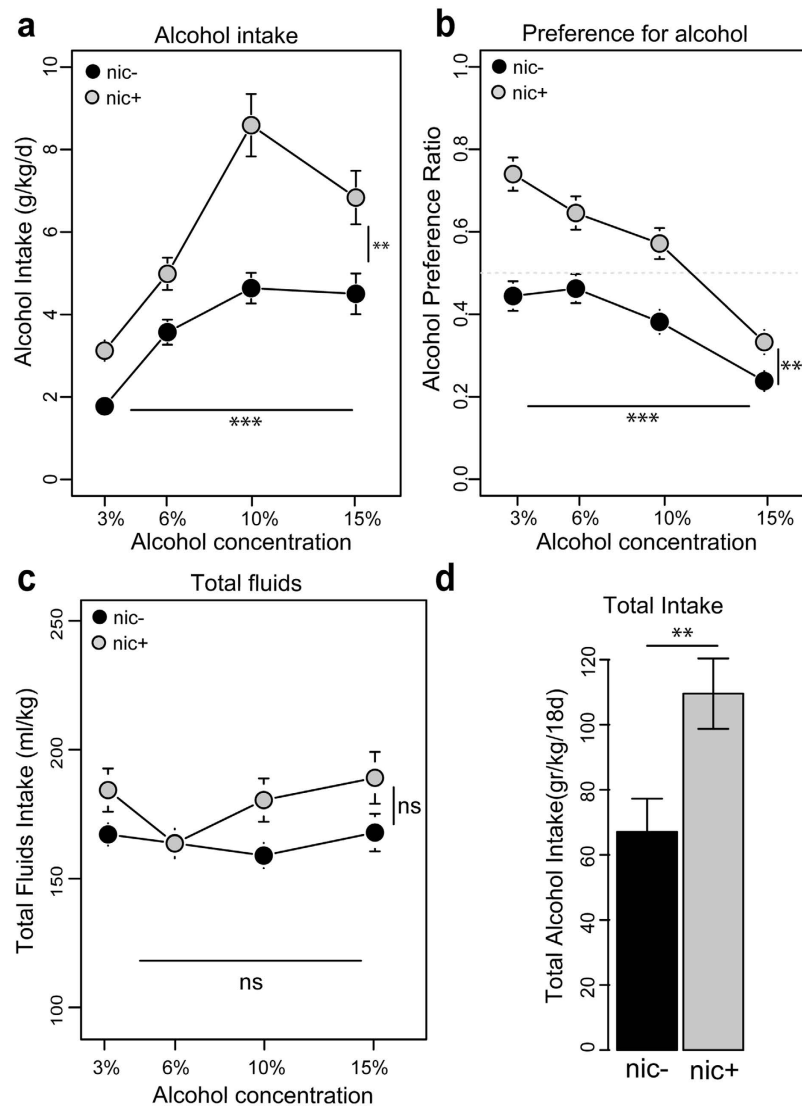 a
Alcohol intake
nic-
nic+
Alcohol Intake (g/kg/d)
10
8
6
4
2
0
**
***
3% 6% 10% 15%
Alcohol concentration
b
Preference for alcohol
nic-
nic+
Alcohol Preference Ratio
1.0
0.8
0.6
0.4
0.2
0.0
**
***
3% 6% 10% 15%
Alcohol concentration
c
Total fluids
nic-
nic+
Total Fluids Intake (ml/kg)
250
200
150
100
ns
ns
3% 6% 10% 15%
Alcohol concentration
d
Total Intake
**
Total Alcohol Intake(gr/kg/18d)
120
100
80
60
40
20
0
nic- nic+